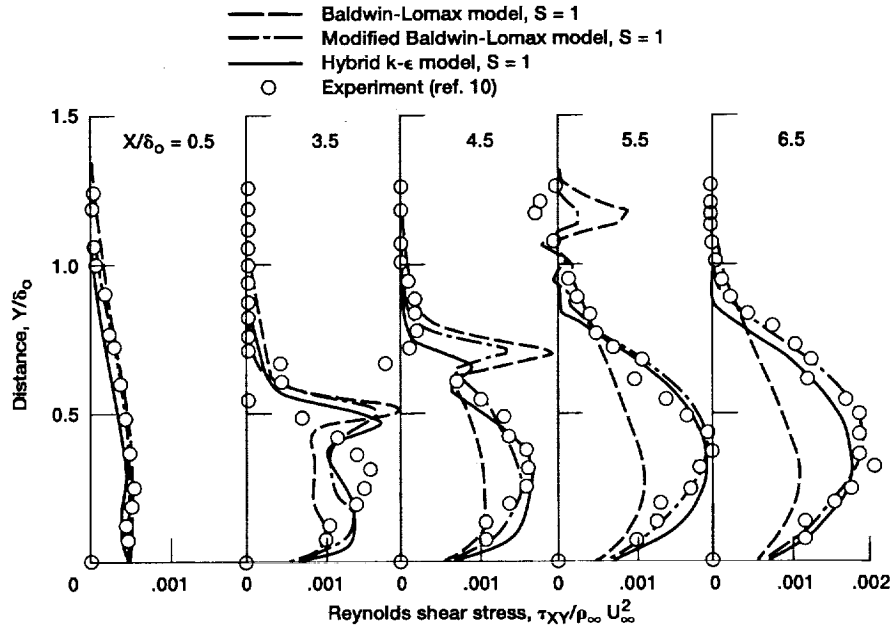 Baldwin-Lomax model, S = 1
Modified Baldwin-Lomax model, S = 1
Hybrid k-ϵ model, S = 1
Experiment (ref. 10)
1.5
X/δo = 0.5
3.5
4.5
5.5
6.5
1.0
Distance, Y/δo
0.5
0
0
.001
0
.001
0
.001
0
.001
0
.001
.002
Reynolds shear stress, τXY/ρ∞ U∞²